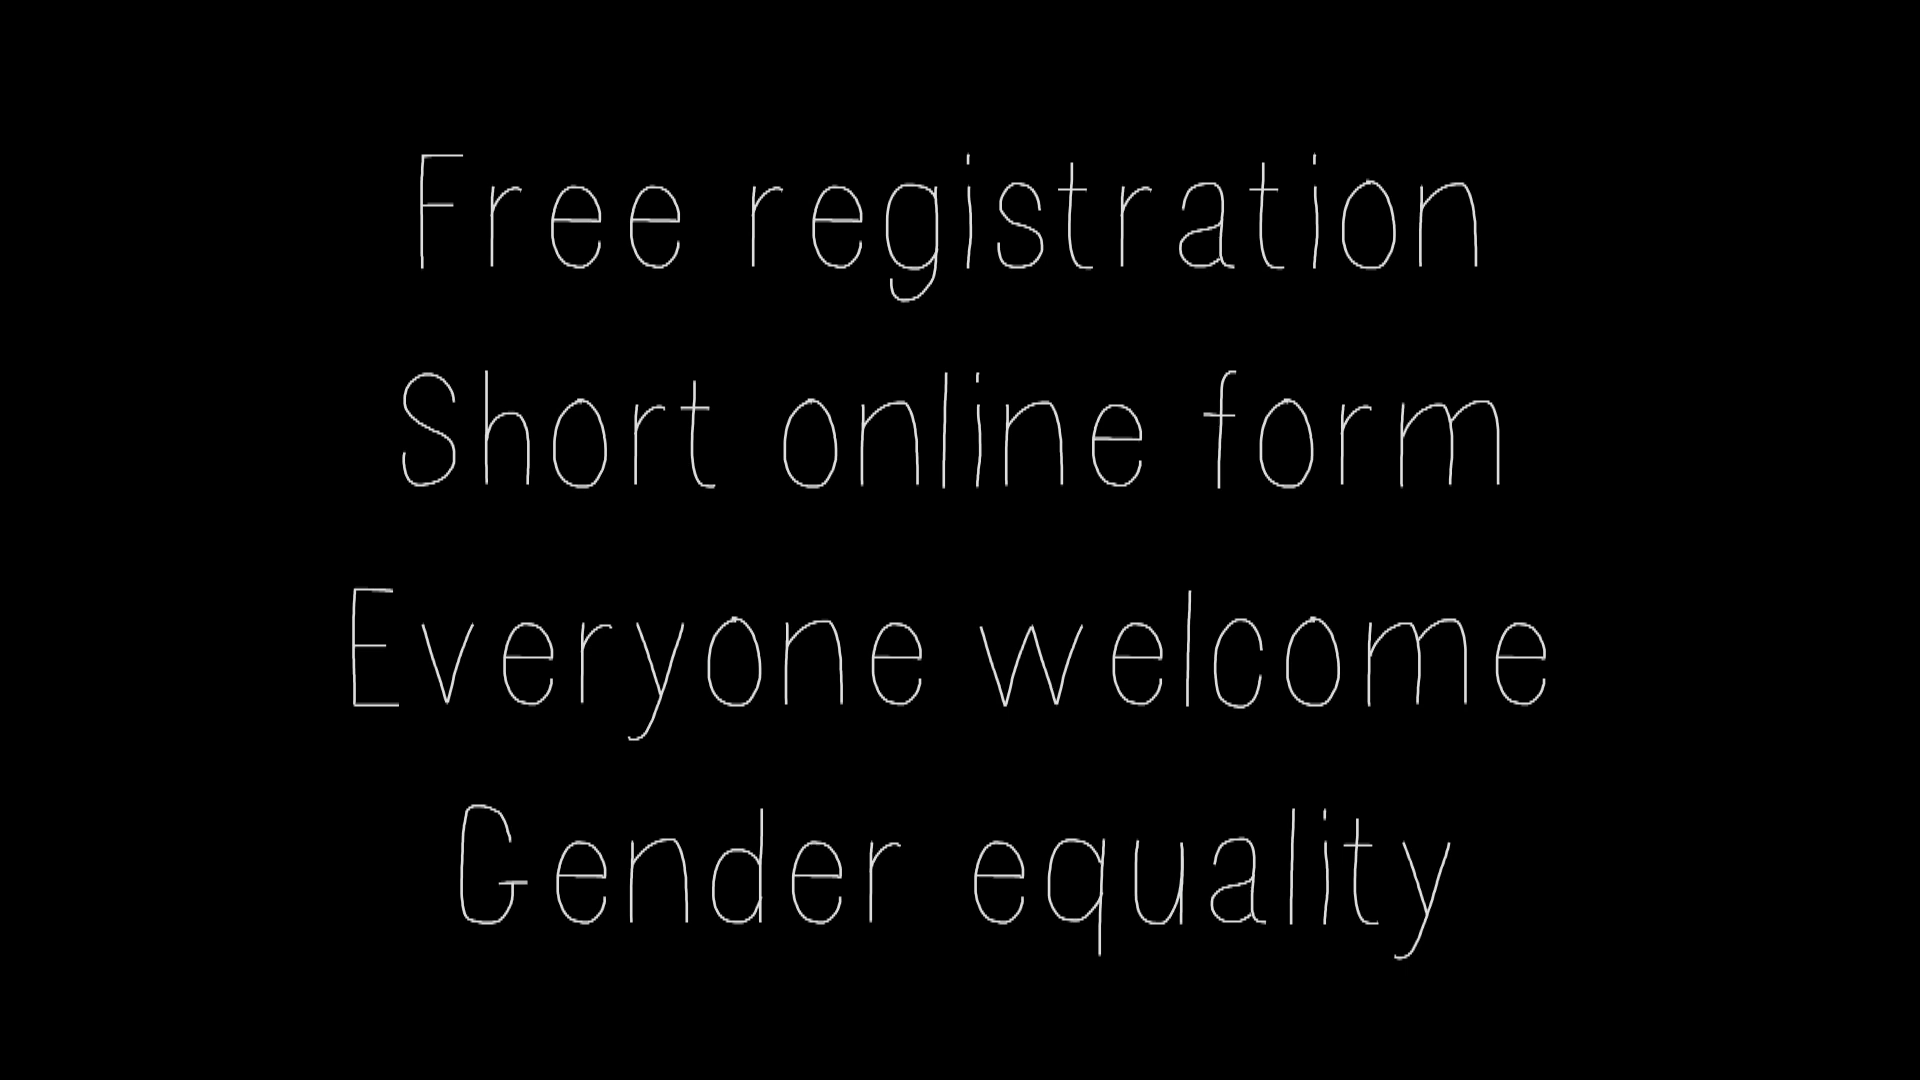 Free registration
Short online form
Everyone welcome
Gender equality